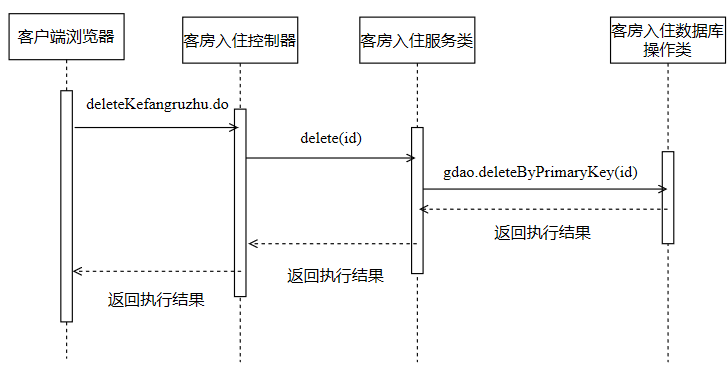 客户端浏览器
客房入住控制器
客房入住服务类
客房入住数据库
操作类
deleteKefangruzhu.do
delete(id)
gdao.deleteByPrimaryKey(id)
返回执行结果
返回执行结果
返回执行结果